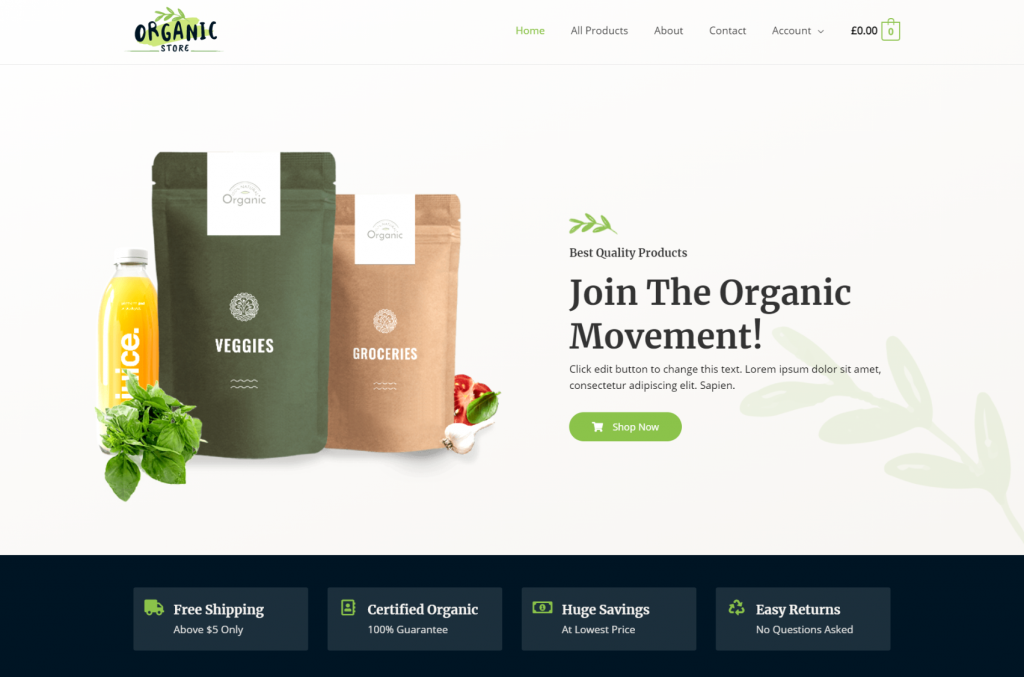 ORGANIC
STORE
Home
All Products
About
Contact
Account
£0.00
0
Organic
Organic
VEGGIES
GROCERIES
juice.
Best Quality Products
Join The Organic
Movement!
Click edit button to change this text. Lorem ipsum dolor sit amet,
consectetur adipiscing elit. Sapien.
Shop Now
Free Shipping
Above $5 Only
Certified Organic
100% Guarantee
Huge Savings
At Lowest Price
Easy Returns
No Questions Asked